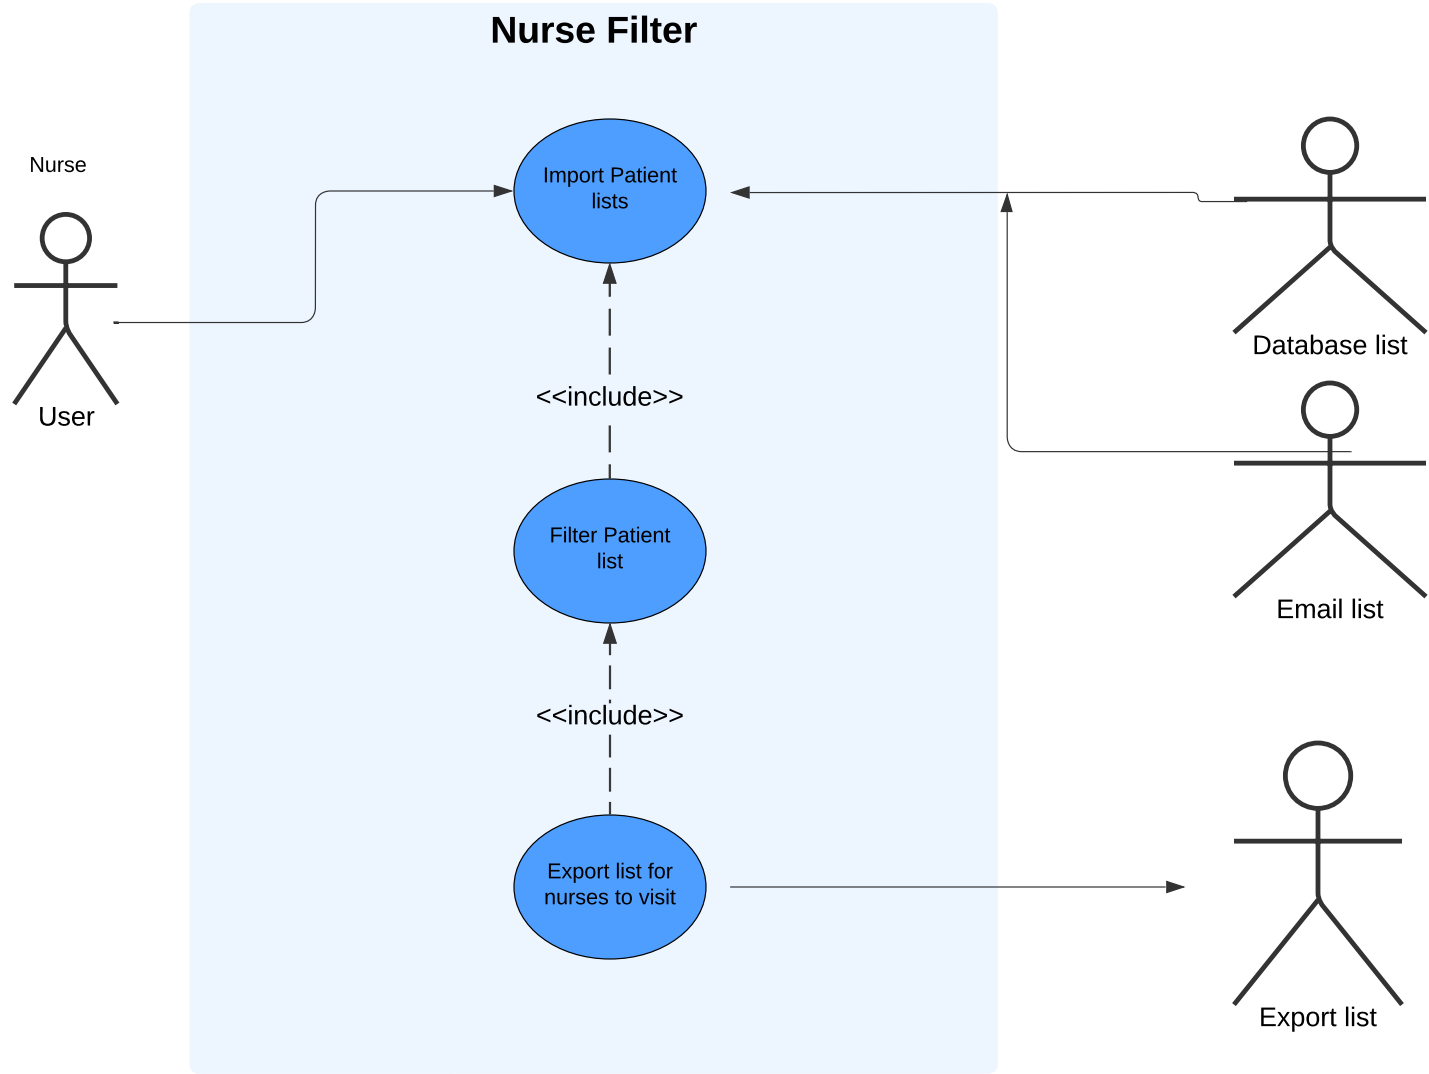 Nurse Filter
Nurse
User
Import Patient
lists
<<include>>
Filter Patient
list
<<include>>
Export list for
nurses to visit
Database list
Email list
Export list